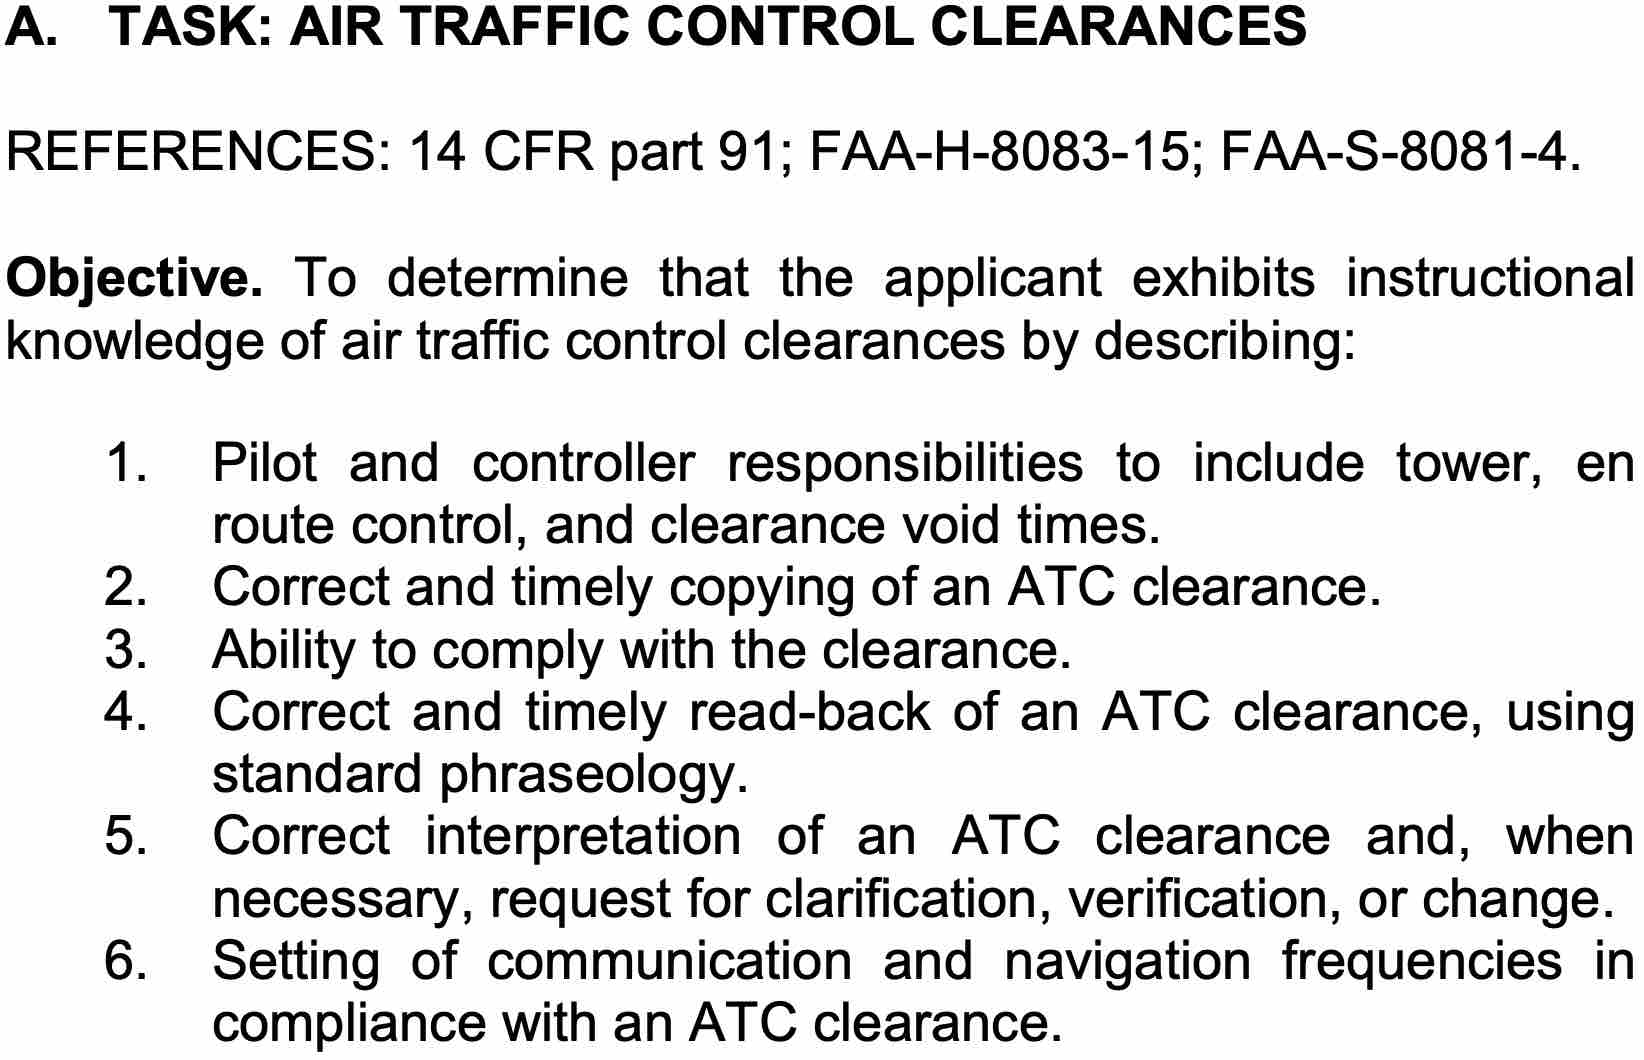 A. TASK: AIR TRAFFIC CONTROL CLEARANCES
REFERENCES: 14 CFR part 91; FAA-H-8083-15; FAA-S-8081-4.
Objective. To determine that the applicant exhibits instructional
knowledge of air traffic control clearances by describing:
1. Pilot and controller responsibilities to include tower, en
route control, and clearance void times.
2. Correct and timely copying of an ATC clearance.
3. Ability to comply with the clearance.
4. Correct and timely read-back of an ATC clearance, using
standard phraseology.
5. Correct interpretation of an ATC clearance and, when
necessary, request for clarification, verification, or change.
6. Setting of communication and navigation frequencies in
compliance with an ATC clearance.